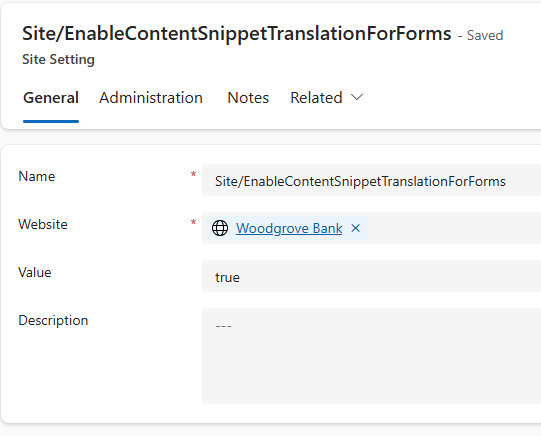 Site/EnableContentSnippetTranslationForForms - Saved
Site Setting
General Administration Notes Related
Name * Site/EnableContentSnippetTranslationForForms
Website * Woodgrove Bank ×
Value true
Description ---